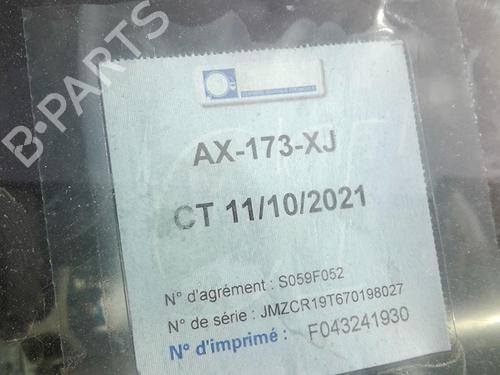 B-PARTS
AX-173-XJ
CT 11/10/2021
N° d'agrément : S059F052
N° de série : JMZCR19T670198027
N° d'imprimé : F043241930